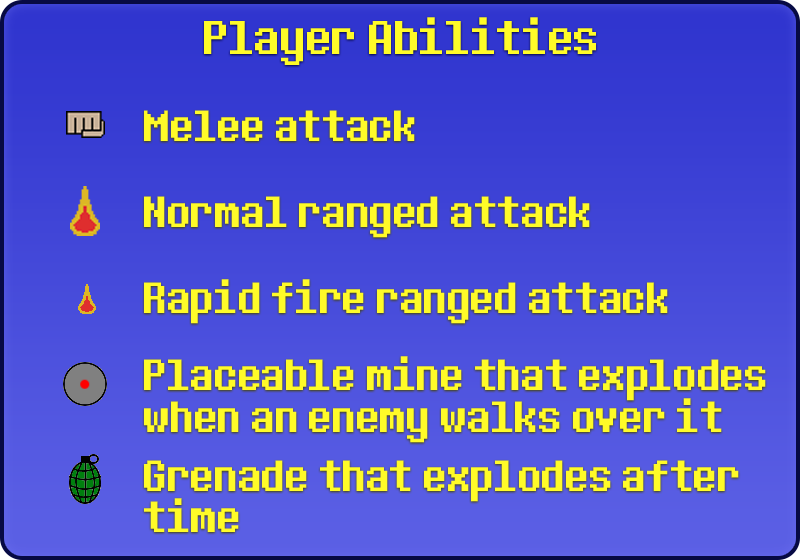 Player Abilities
Melee attack
Normal ranged attack
Rapid fire ranged attack
Placeable mine that explodes
when an enemy walks over it
Grenade that explodes after
time